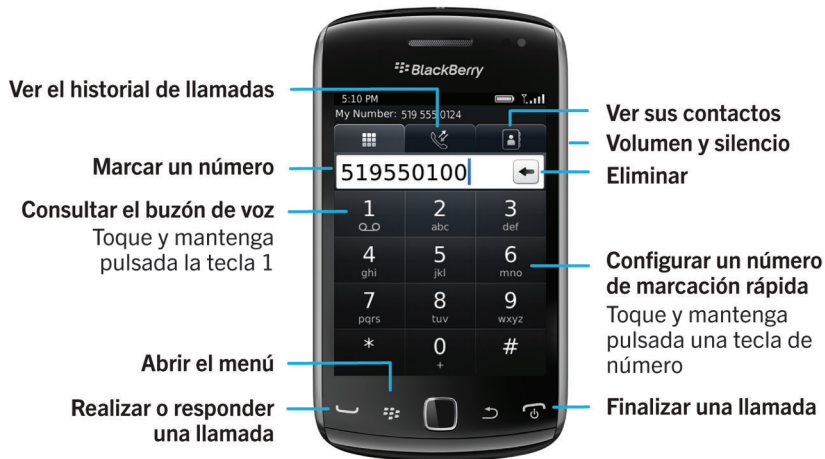 BlackBerry
5:10 PM
My Number: 519 555 0124
519550100
1
2 abc
3 def
4 ghi
5 jkl
6 mno
7 pqrs
8 tuv
9 wxyz
*
0 +
#
Ver el historial de llamadas
Marcar un número
Consultar el buzón de voz
Toque y mantenga
pulsada la tecla 1
Abrir el menú
Realizar o responder
una llamada
Ver sus contactos
Volumen y silencio
Eliminar
Configurar un número
de marcación rápida
Toque y mantenga
pulsada una tecla de
número
Finalizar una llamada